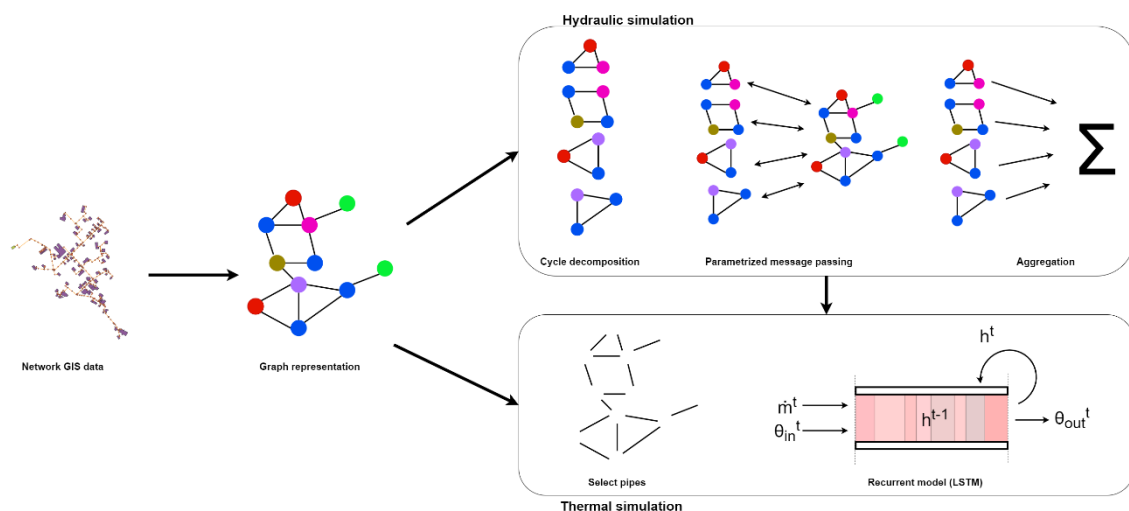 Hydraulic simulation
Σ
Cycle decomposition
Parametrized message passing
Aggregation
Network GIS data
Graph representation
h^t
ṁ^t
θ_in^t
h^t-1
θ_out^t
Select pipes
Recurrent model (LSTM)
Thermal simulation